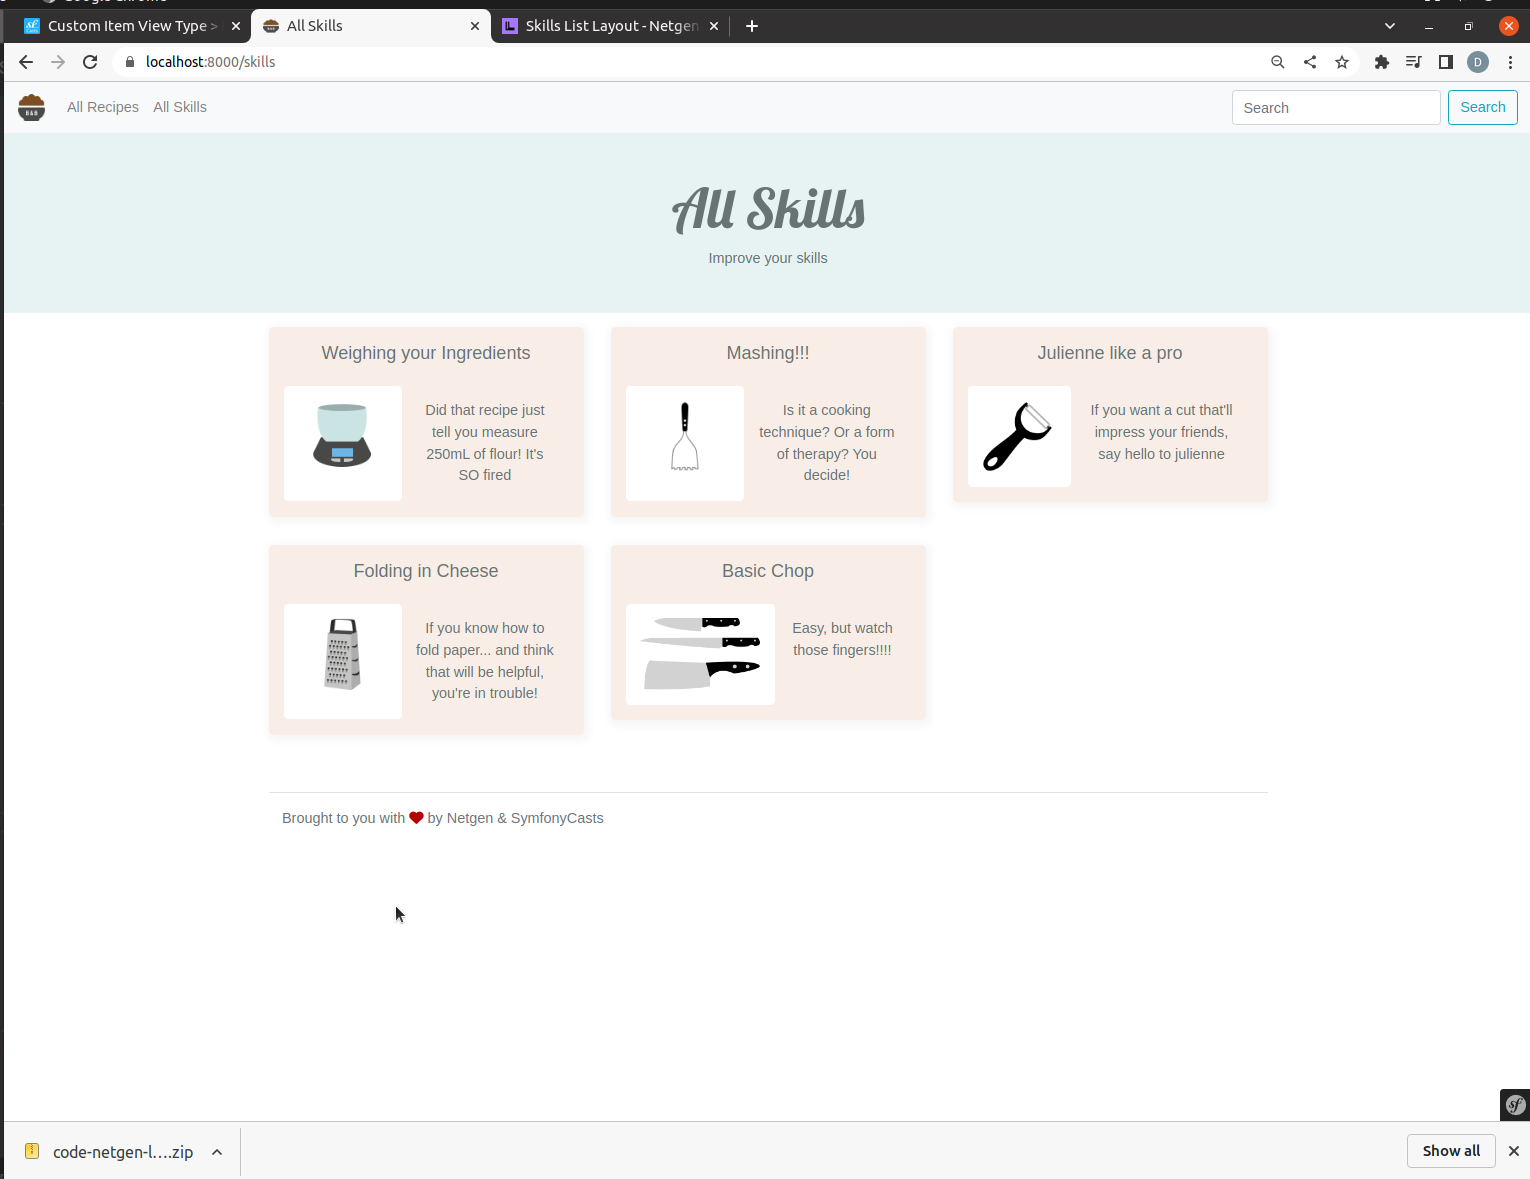 Custom Item View Type >
All Skills
Skills List Layout - Netgen
localhost:8000/skills
D
B & B
All Recipes
All Skills
Search
Search
All Skills
Improve your skills
Weighing your Ingredients
Did that recipe just
tell you measure
250mL of flour! It's
SO fired
Mashing!!!
Is it a cooking
technique? Or a form
of therapy? You
decide!
Julienne like a pro
If you want a cut that'll
impress your friends,
say hello to julienne
Folding in Cheese
If you know how to
fold paper... and think
that will be helpful,
you're in trouble!
Basic Chop
Easy, but watch
those fingers!!!!
Brought to you with by Netgen & SymfonyCasts
sf
code-netgen-l....zip
Show all